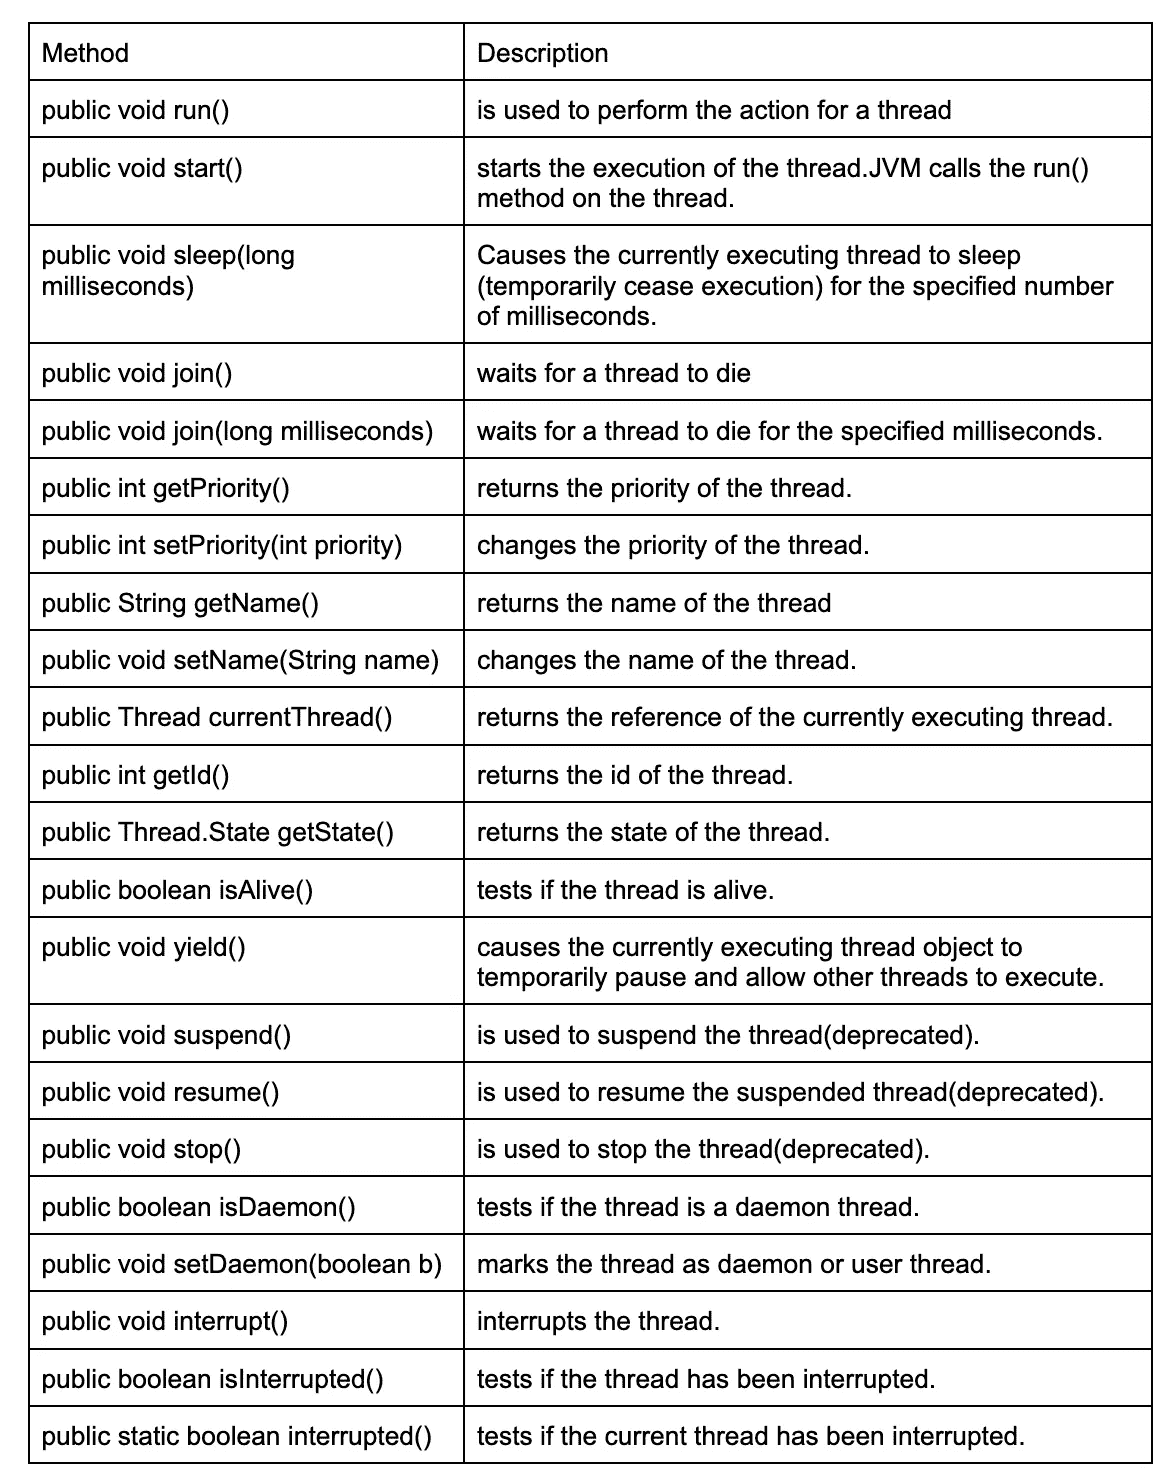 Method
Description
public void run()
is used to perform the action for a thread
public void start()
starts the execution of the thread.JVM calls the run()
method on the thread.
public void sleep(long
milliseconds)
Causes the currently executing thread to sleep
(temporarily cease execution) for the specified number
of milliseconds.
public void join()
waits for a thread to die
public void join(long milliseconds)
waits for a thread to die for the specified milliseconds.
public int getPriority()
returns the priority of the thread.
public int setPriority(int priority)
changes the priority of the thread.
public String getName()
returns the name of the thread
public void setName(String name)
changes the name of the thread.
public Thread currentThread()
returns the reference of the currently executing thread.
public int getId()
returns the id of the thread.
public Thread.State getState()
returns the state of the thread.
public boolean isAlive()
tests if the thread is alive.
public void yield()
causes the currently executing thread object to
temporarily pause and allow other threads to execute.
public void suspend()
is used to suspend the thread(deprecated).
public void resume()
is used to resume the suspended thread(deprecated).
public void stop()
is used to stop the thread(deprecated).
public boolean isDaemon()
tests if the thread is a daemon thread.
public void setDaemon(boolean b)
marks the thread as daemon or user thread.
public void interrupt()
interrupts the thread.
public boolean isInterrupted()
tests if the thread has been interrupted.
public static boolean interrupted()
tests if the current thread has been interrupted.